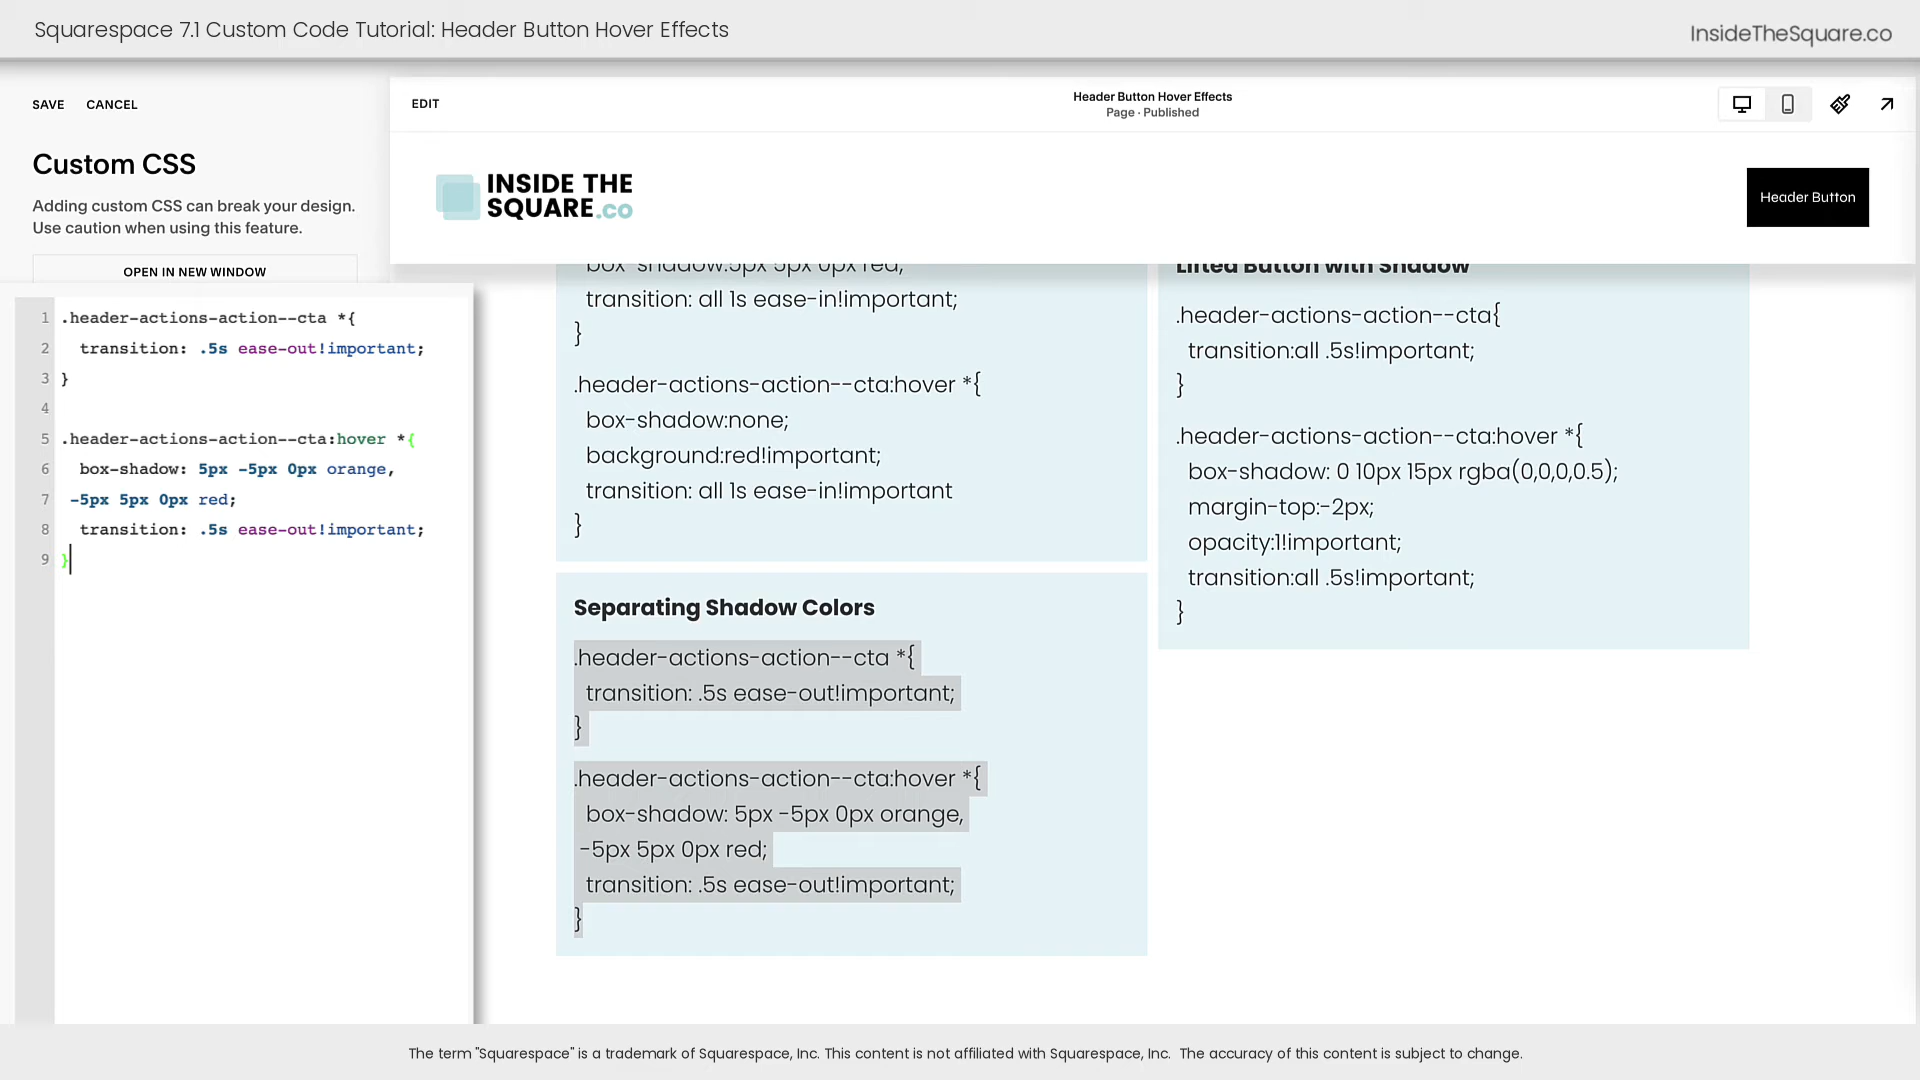 Squarespace 7.1 Custom Code Tutorial: Header Button Hover Effects
InsideTheSquare.co
SAVE
CANCEL
EDIT
Header Button Hover Effects
Page · Published
Custom CSS
Adding custom CSS can break your design.
Use caution when using this feature.
OPEN IN NEW WINDOW
INSIDE THE
SQUARE.co
Header Button
1 .header-actions-action--cta *{
2   transition: .5s ease-out!important;
3 }
4
5 .header-actions-action--cta:hover *{
6   box-shadow: 5px -5px 0px orange,
7  -5px 5px 0px red;
8   transition: .5s ease-out!important;
9 }
box-shadow:5px 5px 0px red;
transition: all 1s ease-in!important;
}
.header-actions-action--cta:hover *{
box-shadow:none;
background:red!important;
transition: all 1s ease-in!important
}
Separating Shadow Colors
.header-actions-action--cta *{
transition: .5s ease-out!important;
}
.header-actions-action--cta:hover *{
box-shadow: 5px -5px 0px orange,
-5px 5px 0px red;
transition: .5s ease-out!important;
}
Lifted Button with Shadow
.header-actions-action--cta{
transition:all .5s!important;
}
.header-actions-action--cta:hover *{
box-shadow: 0 10px 15px rgba(0,0,0,0.5);
margin-top:-2px;
opacity:1!important;
transition:all .5s!important;
}
The term "Squarespace" is a trademark of Squarespace, Inc. This content is not affiliated with Squarespace, Inc.  The accuracy of this content is subject to change.